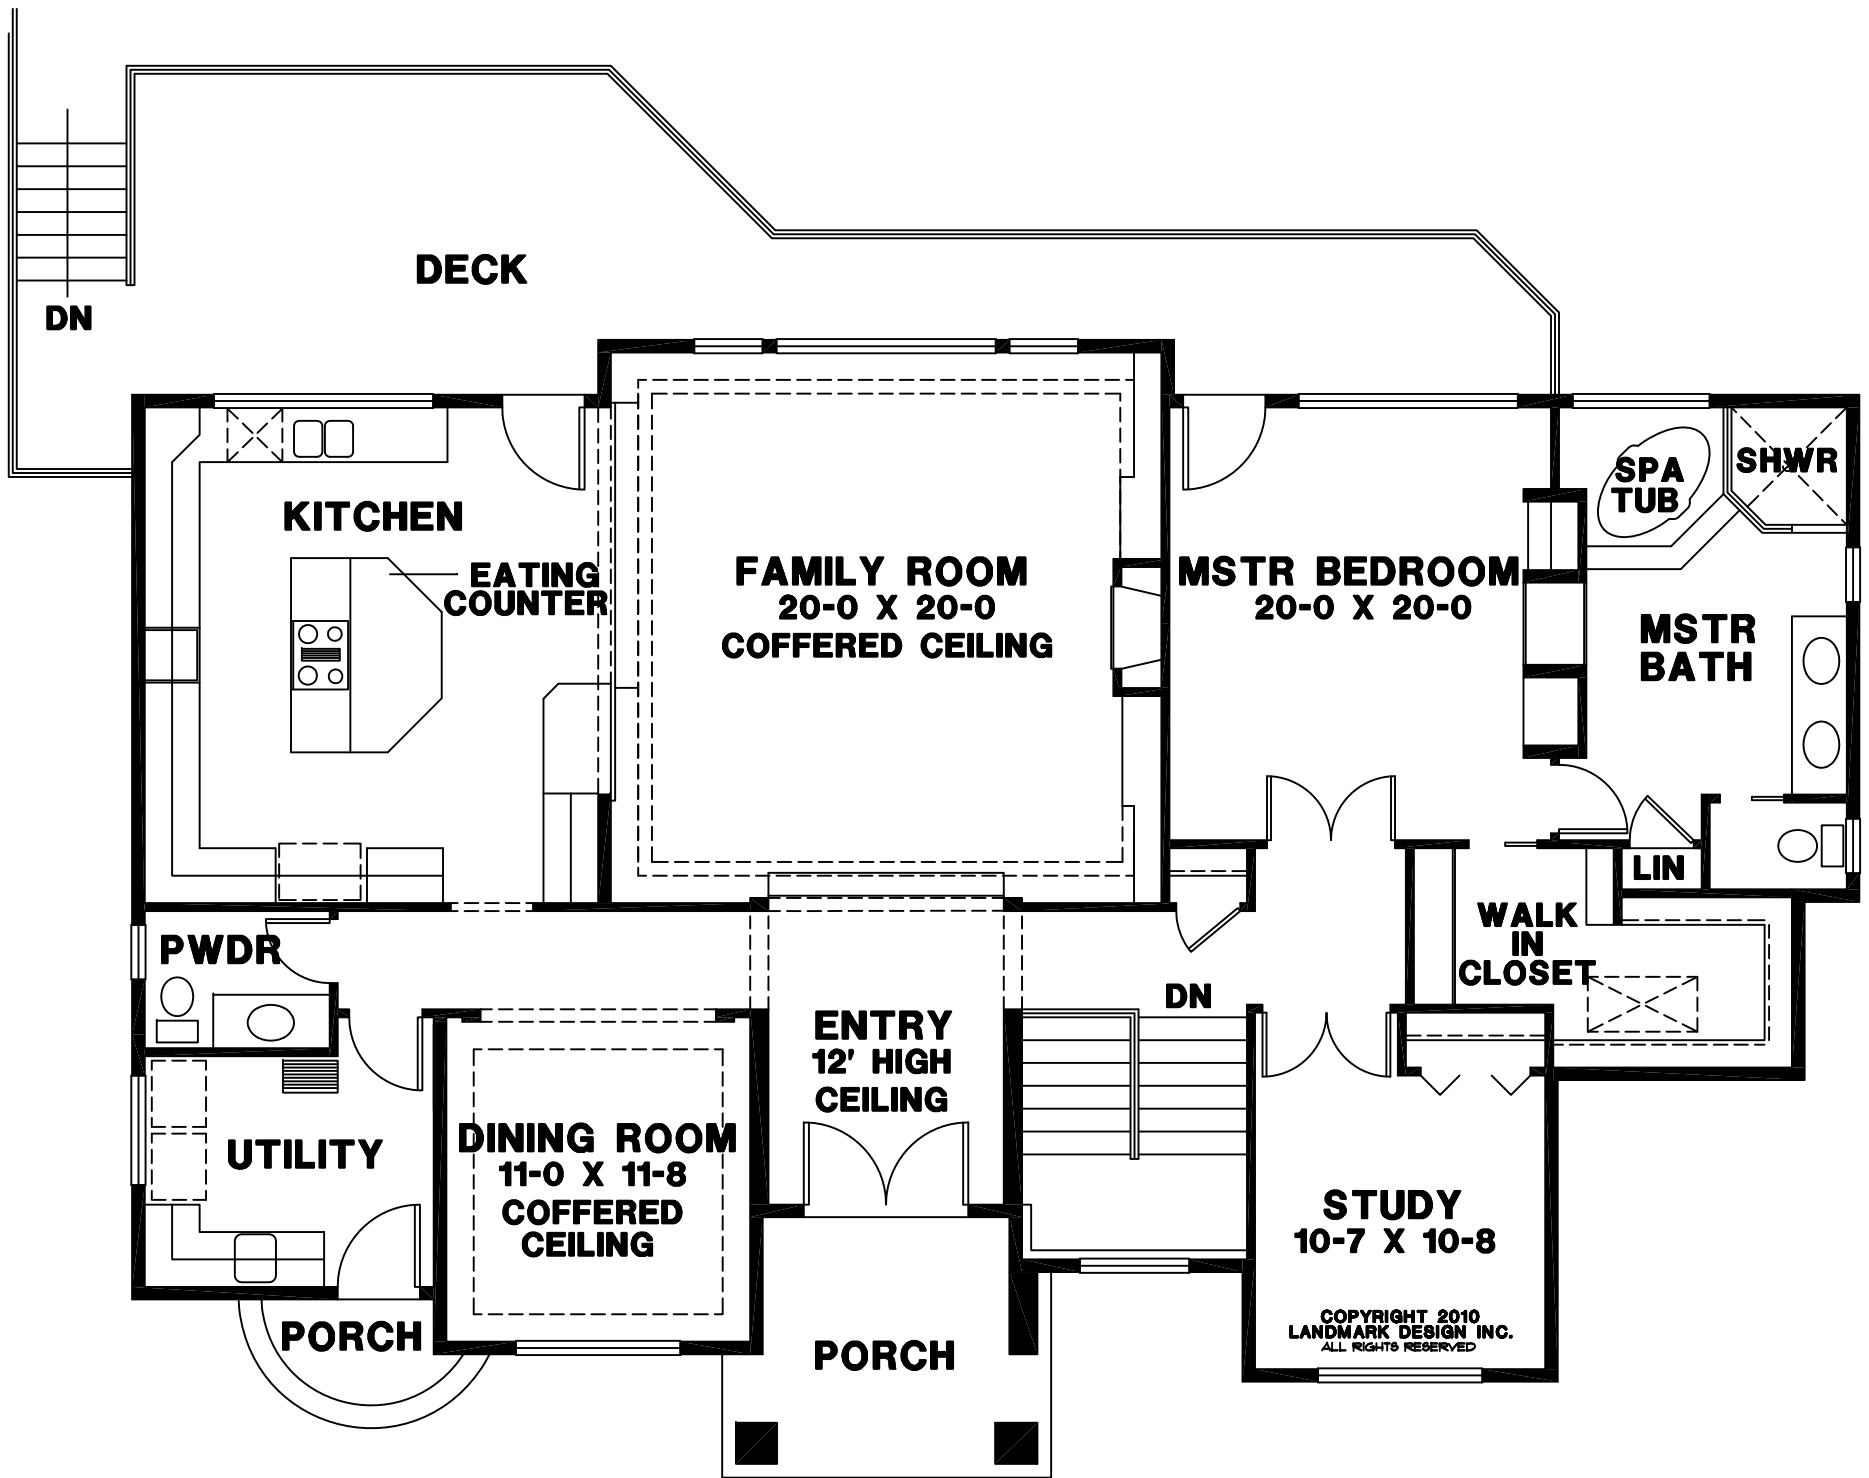 DECK
DN
KITCHEN
EATING
COUNTER
FAMILY ROOM
20-0 X 20-0
COFFERED CEILING
MSTR BEDROOM
20-0 X 20-0
SPA
TUB
SHWR
MSTR
BATH
LIN
WALK
IN
CLOSET
PWDR
DN
ENTRY
12' HIGH
CEILING
UTILITY
DINING ROOM
11-0 X 11-8
COFFERED
CEILING
STUDY
10-7 X 10-8
PORCH
PORCH
COPYRIGHT 2010
LANDMARK DESIGN INC.
ALL RIGHTS RESERVED